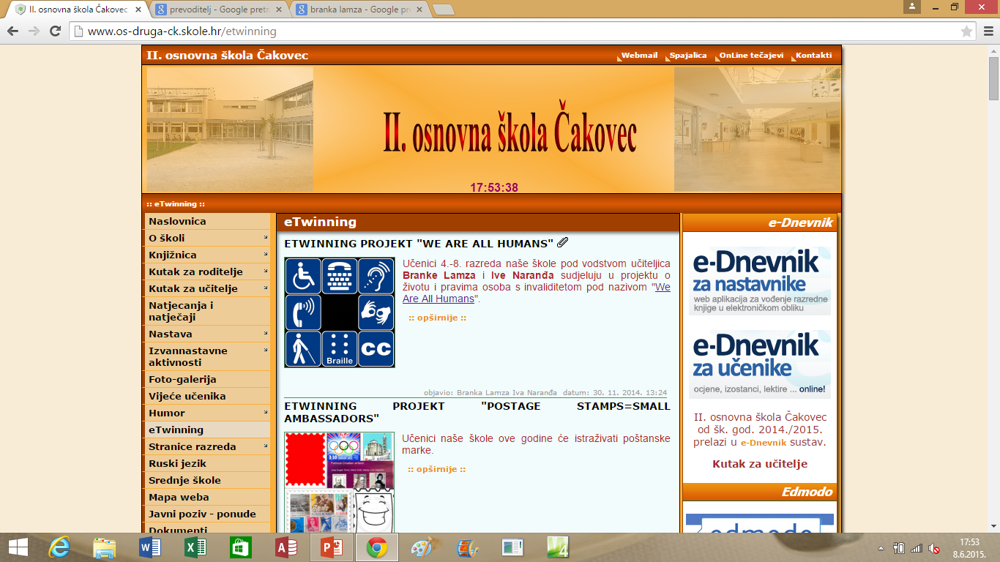 II. osnovna škola Čakovec
prevoditelj - Google pretr
branka lamza - Google pre
www.os-druga-ck.skole.hr/etwinning
II. osnovna škola Čakovec
Webmail Spajalica OnLine tečajevi Kontakti
II. osnovna škola Čakovec
17:53:38
:: eTwinning ::
Naslovnica
O školi
Knjižnica
Kutak za roditelje
Kutak za učitelje
Natjecanja i
natječaji
Nastava
Izvannastavne
aktivnosti
Foto-galerija
Vijeće učenika
Humor
eTwinning
Stranice razreda
Ruski jezik
Srednje škole
Mapa weba
Javni poziv - ponude
Dokumenti
eTwinning
ETWINNING PROJEKT "WE ARE ALL HUMANS"
Braille
CC
Učenici 4.-8. razreda naše škole pod vodstvom učiteljica
Branke Lamza i Ive Naranđa sudjeluju u projektu o
životu i pravima osoba s invaliditetom pod nazivom "We
Are All Humans".
:: opširnije ::
objavio: Branka Lamza Iva Naranđa datum: 30. 11. 2014. 13:24
ETWINNING PROJEKT "POSTAGE STAMPS=SMALL
AMBASSADORS"
Učenici naše škole ove godine će istraživati poštanske
marke.
:: opširnije ::
e-Dnevnik
e-Dnevnik
za nastavnike
web aplikacija za vođenje razredne
knjige u elektroničkom obliku
e-Dnevnik
za učenike
ocjene, izostanci, lektire ... online!
II. osnovna škola Čakovec
od šk. god. 2014./2015.
prelazi u e-Dnevnik sustav.
Kutak za učitelje
Edmodo
edmodo
17:53
8.6.2015.